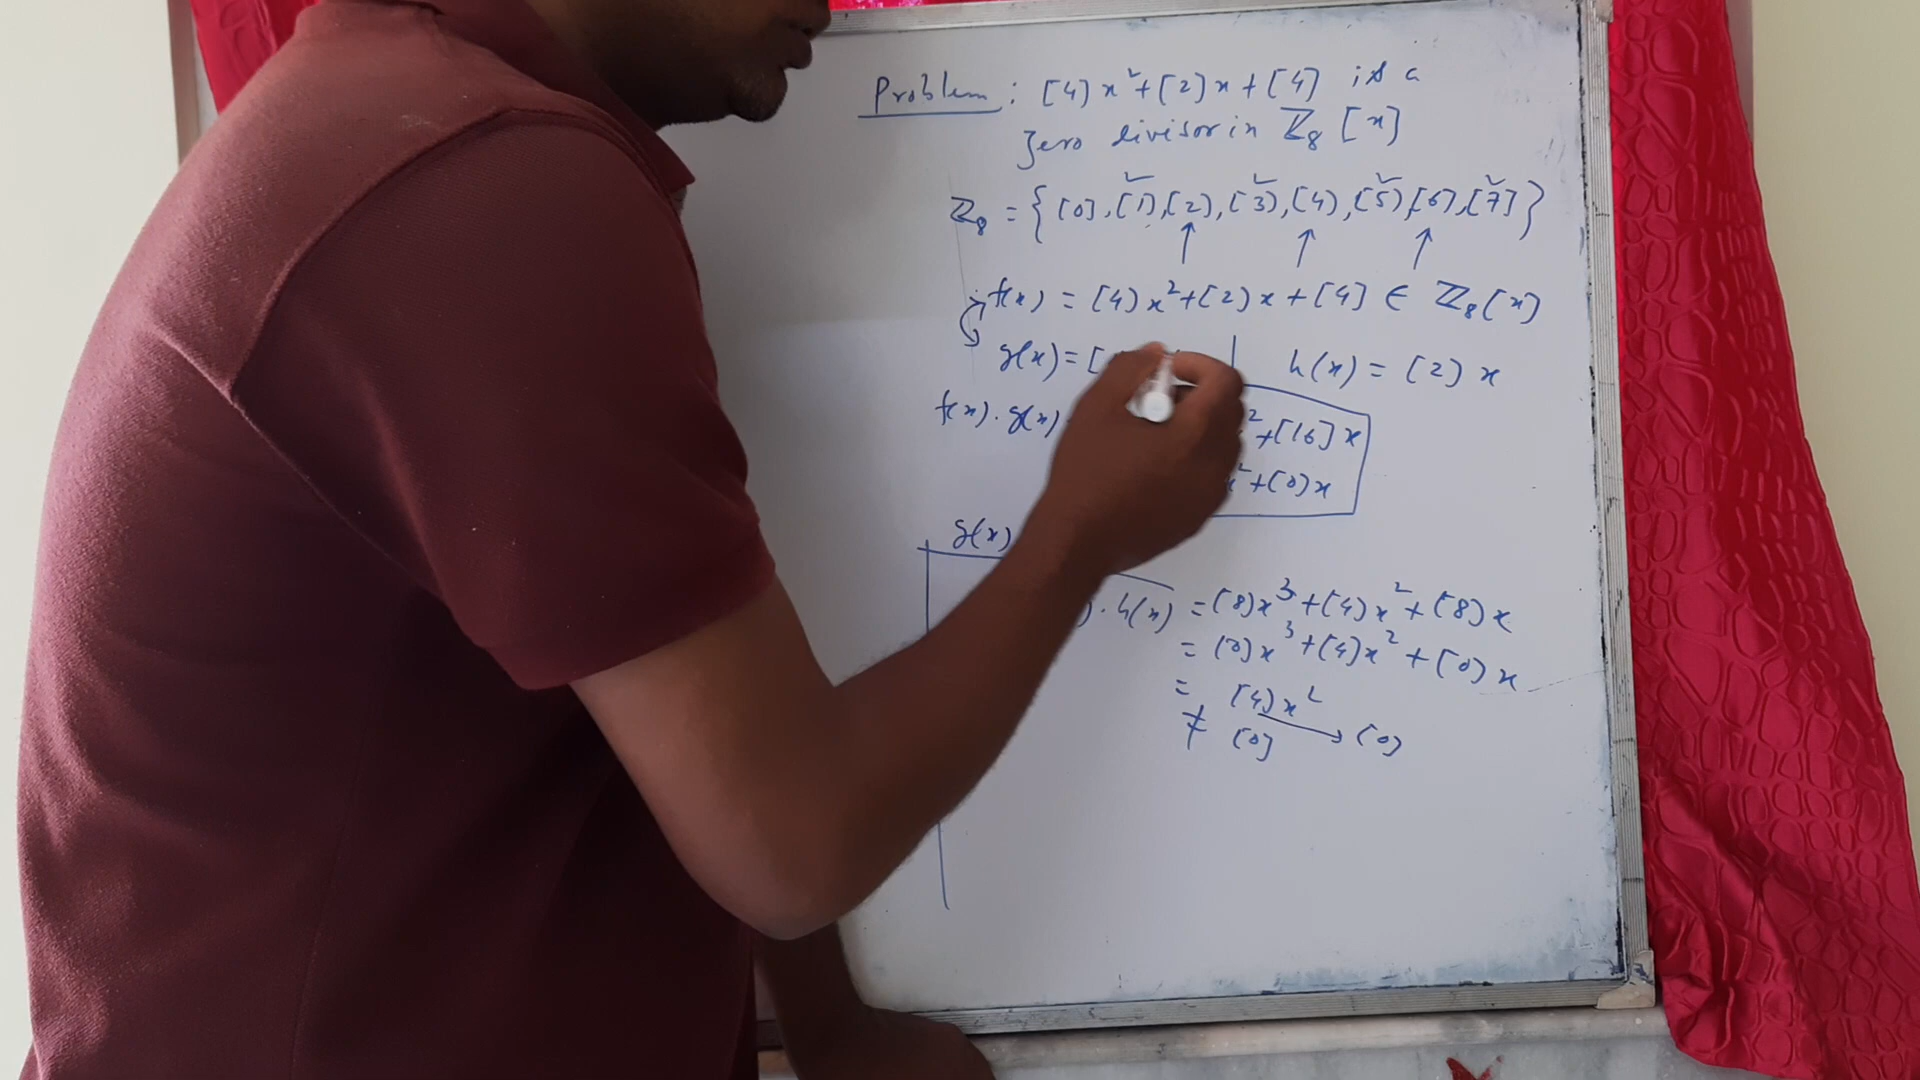 Problem: [4]x²+[2]x+[4] is a
Zero divisor in ℤ₈[x]
ℤ₈ = {[0],[1],[2],[3],[4],[5],[6],[7]}
f(x) = [4]x²+[2]x+[4] ∈ ℤ₈[x]
g(x) = [
h(x) = [2]x
f(x).g(x)
²+[16]x
x²+[0]x
g(x)
).h(x) = [8]x³+[4]x²+[8]x
= [0]x³+[4]x²+[0]x
= [4]x²
≠ [0] → [0]